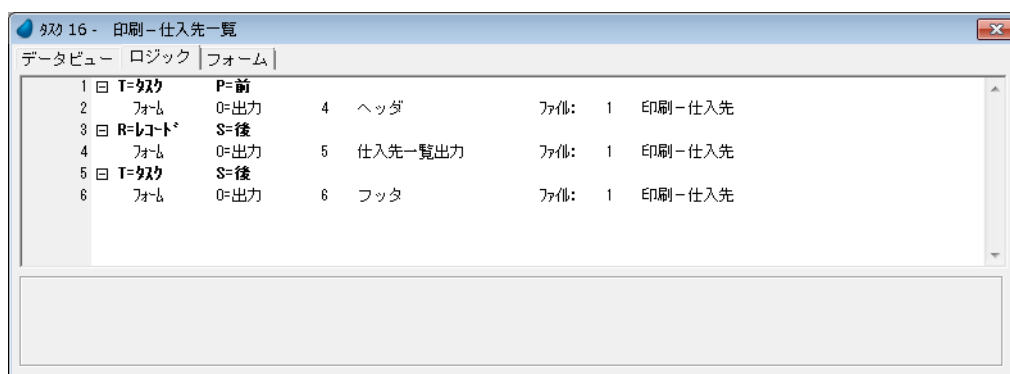 ﾀｽｸ 16 - 印刷－仕入先一覧
データビュー ロジック フォーム
1 T=ﾀｽｸ P=前
2 ﾌｫｰﾑ O=出力 4 ヘッダ ﾌｧｲﾙ: 1 印刷－仕入先
3 R=ﾚｺｰﾄﾞ S=後
4 ﾌｫｰﾑ O=出力 5 仕入先一覧出力 ﾌｧｲﾙ: 1 印刷－仕入先
5 T=ﾀｽｸ S=後
6 ﾌｫｰﾑ O=出力 6 フッタ ﾌｧｲﾙ: 1 印刷－仕入先